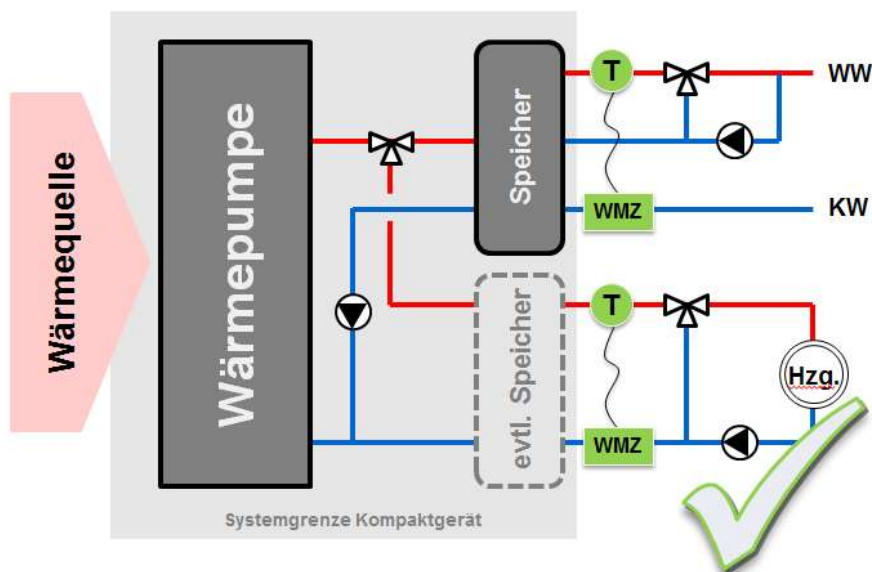 Wärmequelle
Wärmepumpe
Speicher
T
WW
WMZ
KW
evtl. Speicher
T
Hzg.
WMZ
Systemgrenze Kompaktgerät